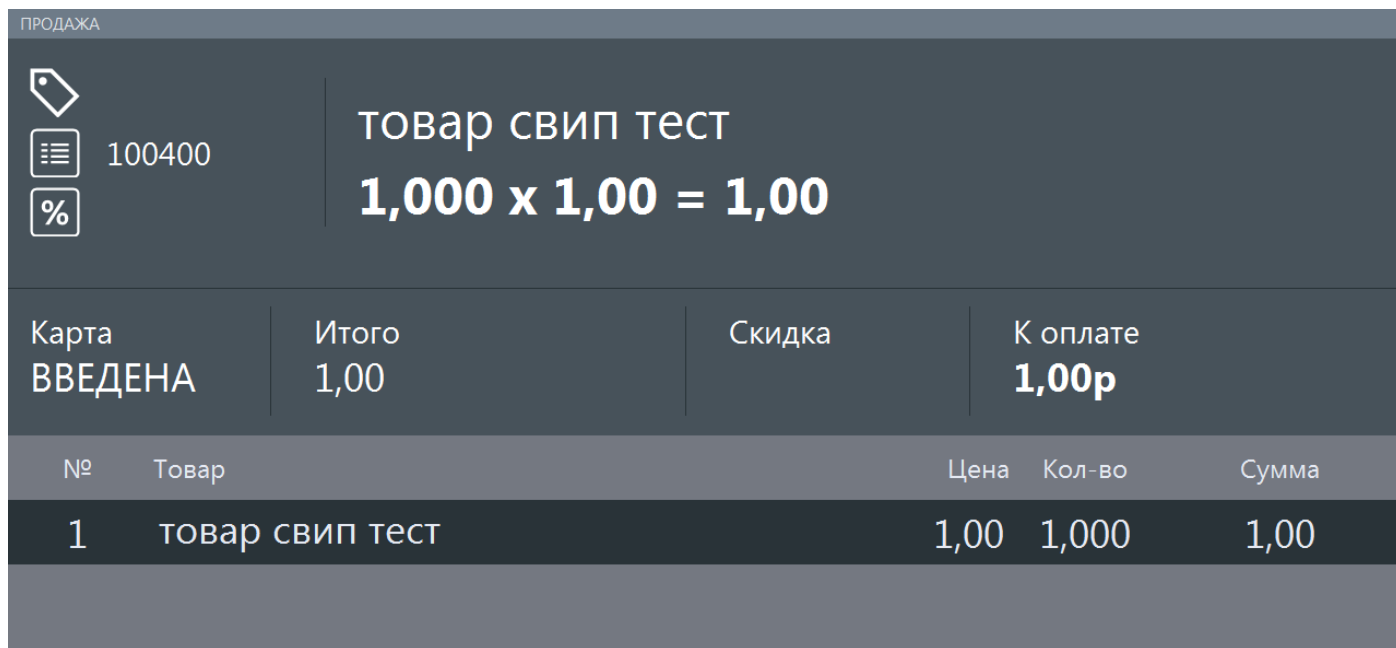 ПРОДАЖА
100400
%
товар свип тест
1,000 x 1,00 = 1,00
Карта
ВВЕДЕНА
Итого
1,00
Скидка
К оплате
1,00р
№ Товар Цена Кол-во Сумма
1 товар свип тест 1,00 1,000 1,00